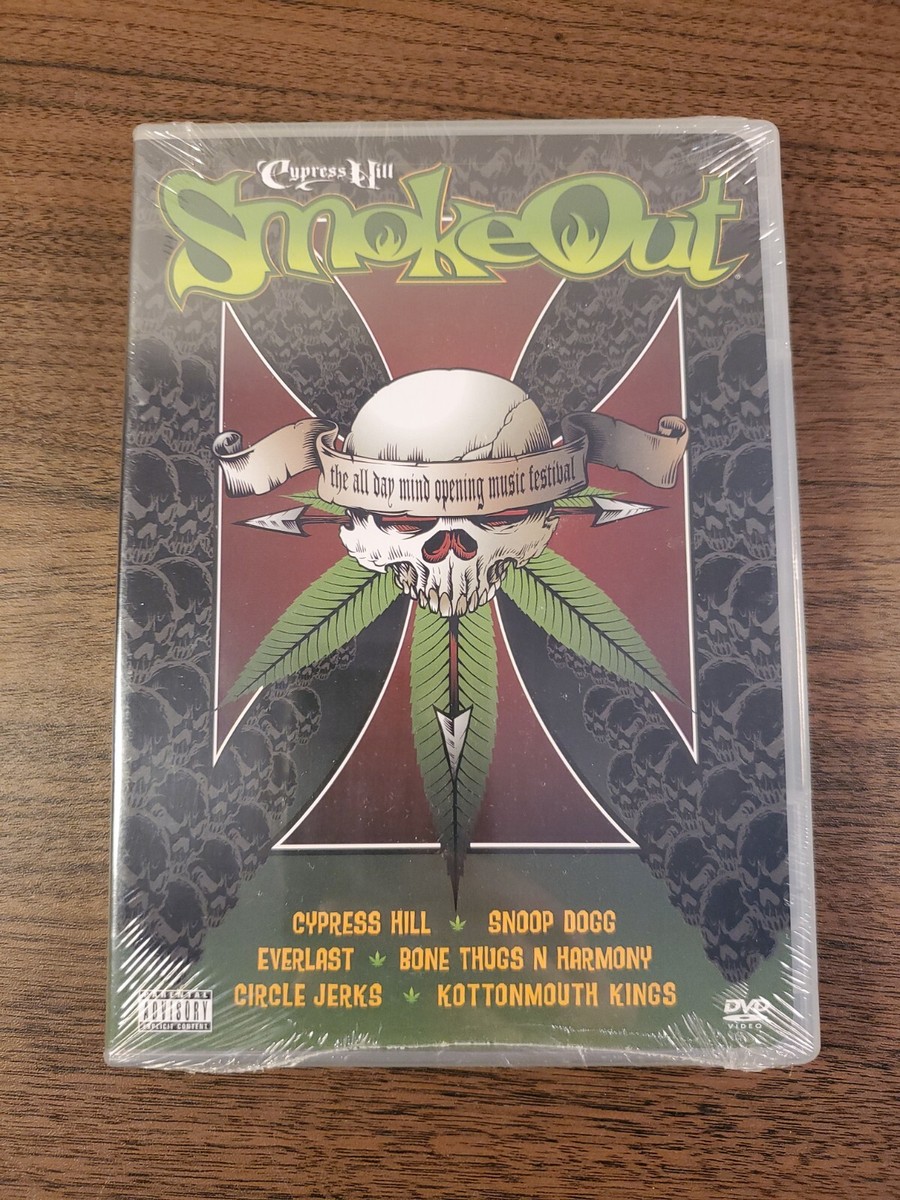 Cypress Hill
SmokeOut
the all day mind opening music festival
CYPRESS HILL SNOOP DOGG
EVERLAST BONE THUGS N HARMONY
CIRCLE JERKS KOTTONMOUTH KINGS
PARENTAL
ADVISORY
EXPLICIT CONTENT
DVD
VIDEO